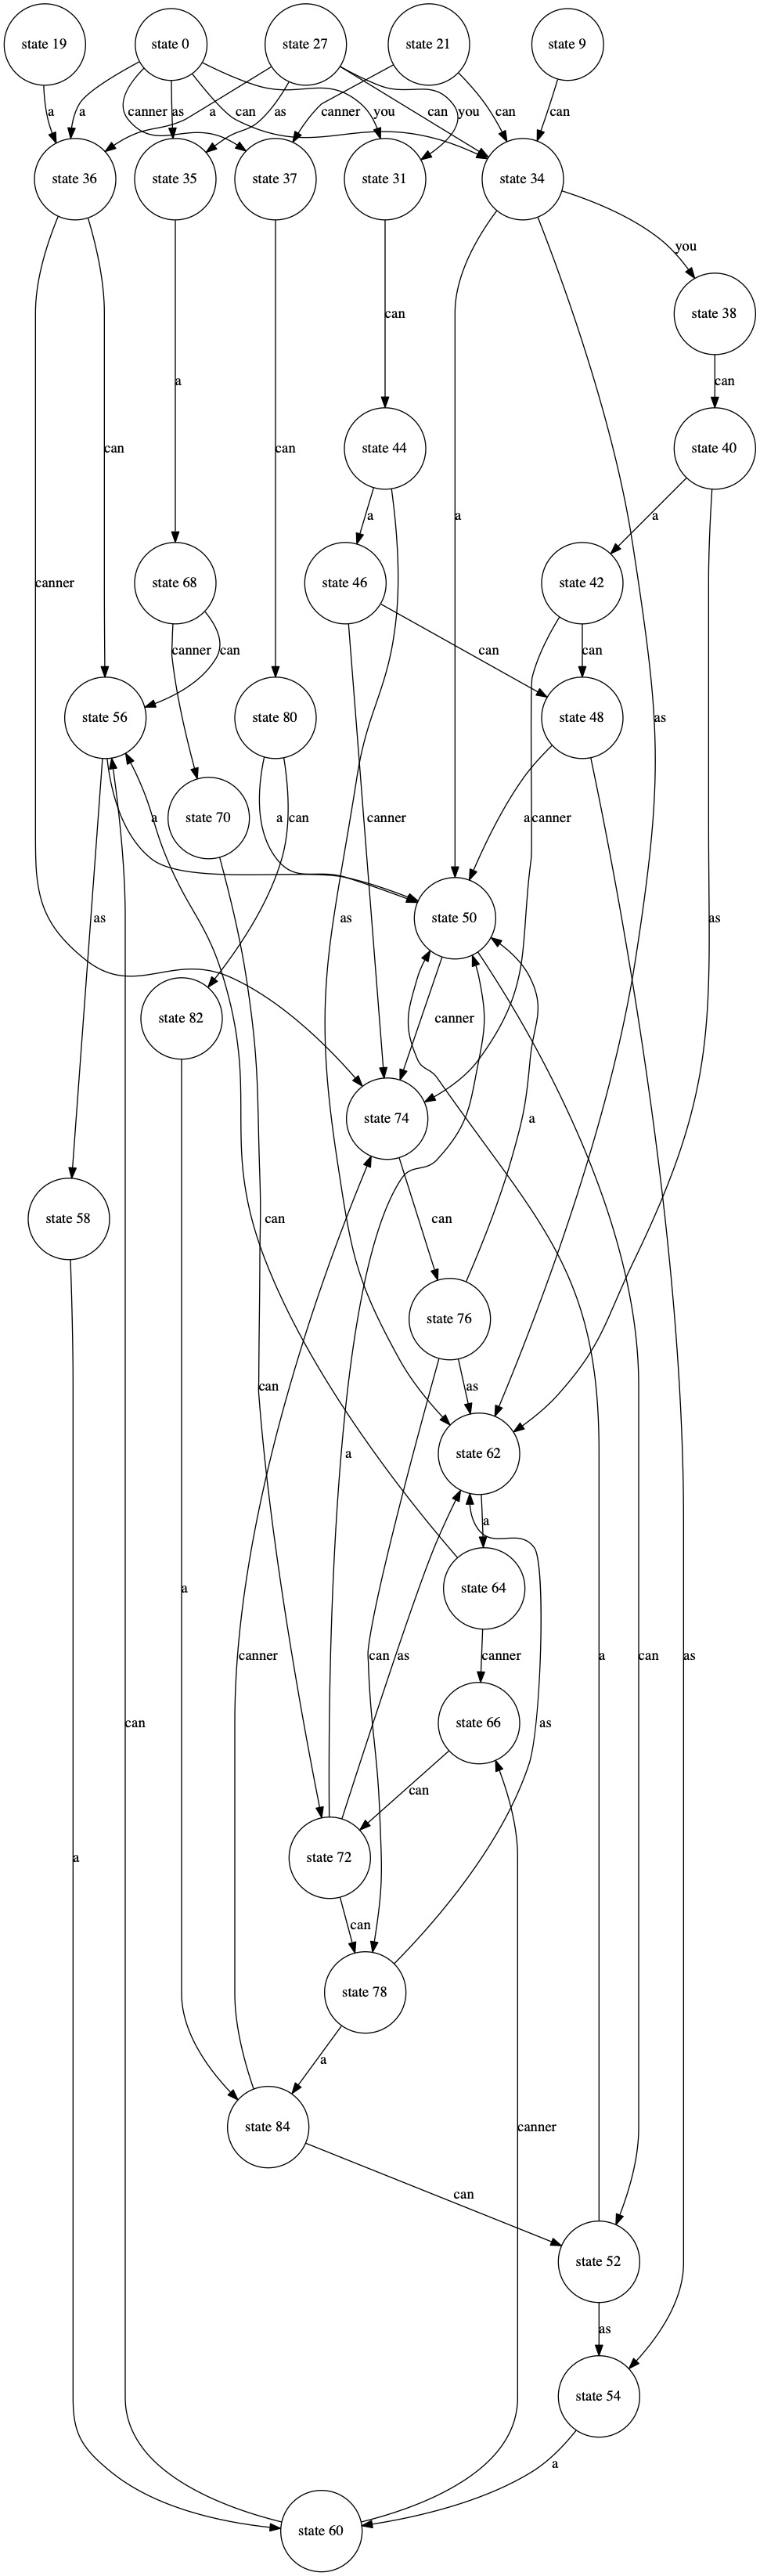 state 19 state 0 state 27 state 21 state 9
a a canner as a can as you canner can you can can
state 36 state 35 state 37 state 31 state 34
you
state 38
can
a can
can
can a
state 44 state 40
a a
canner
state 68 state 46 state 42
canner can can can
state 56 state 80 state 48
as
state 70
a a can canner a canner
state 50
as as as
state 82 canner
state 74 a
state 58 can can
state 76
can as
a
state 62
a
a state 64
canner can as canner a can as
state 66
can as
can
a state 72
can
state 78
a
state 84 canner
can
state 52
as
state 54
a
state 60